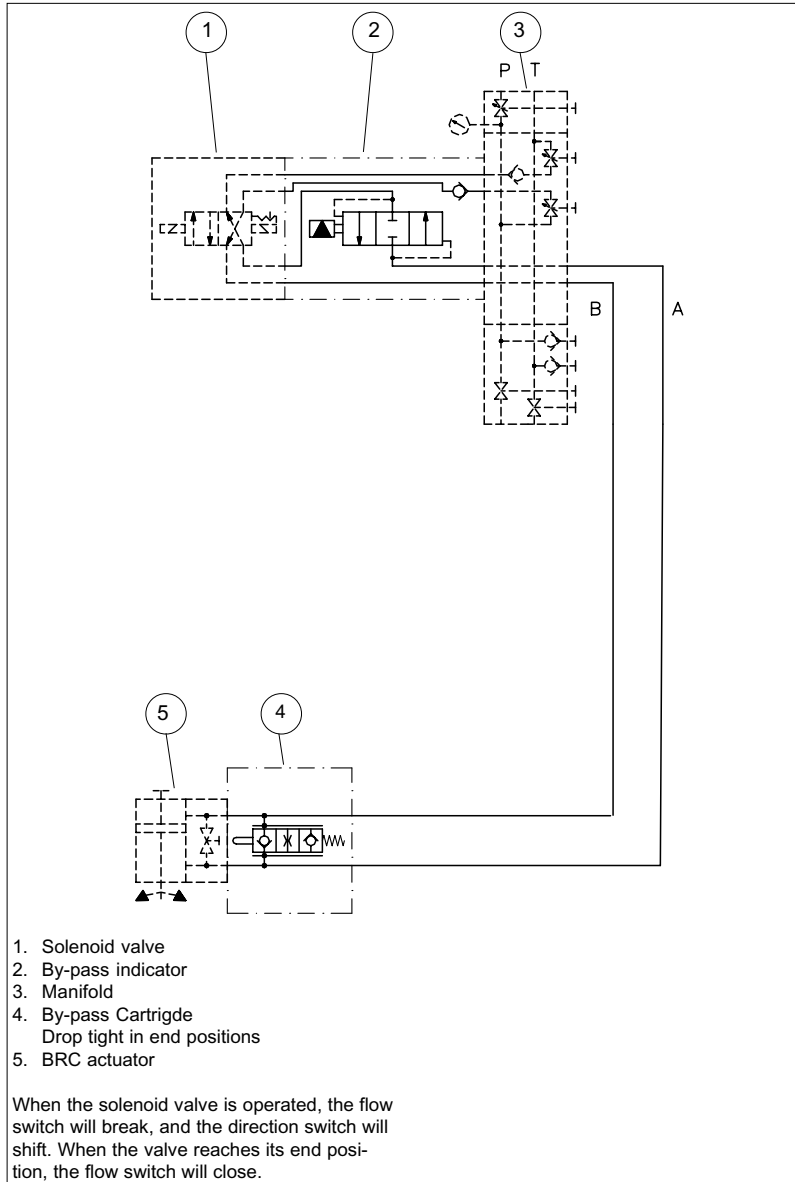 1
2
3
P T
B
A
5
4
1. Solenoid valve
2. By-pass indicator
3. Manifold
4. By-pass Cartrigde
Drop tight in end positions
5. BRC actuator
When the solenoid valve is operated, the flow
switch will break, and the direction switch will
shift. When the valve reaches its end posi-
tion, the flow switch will close.